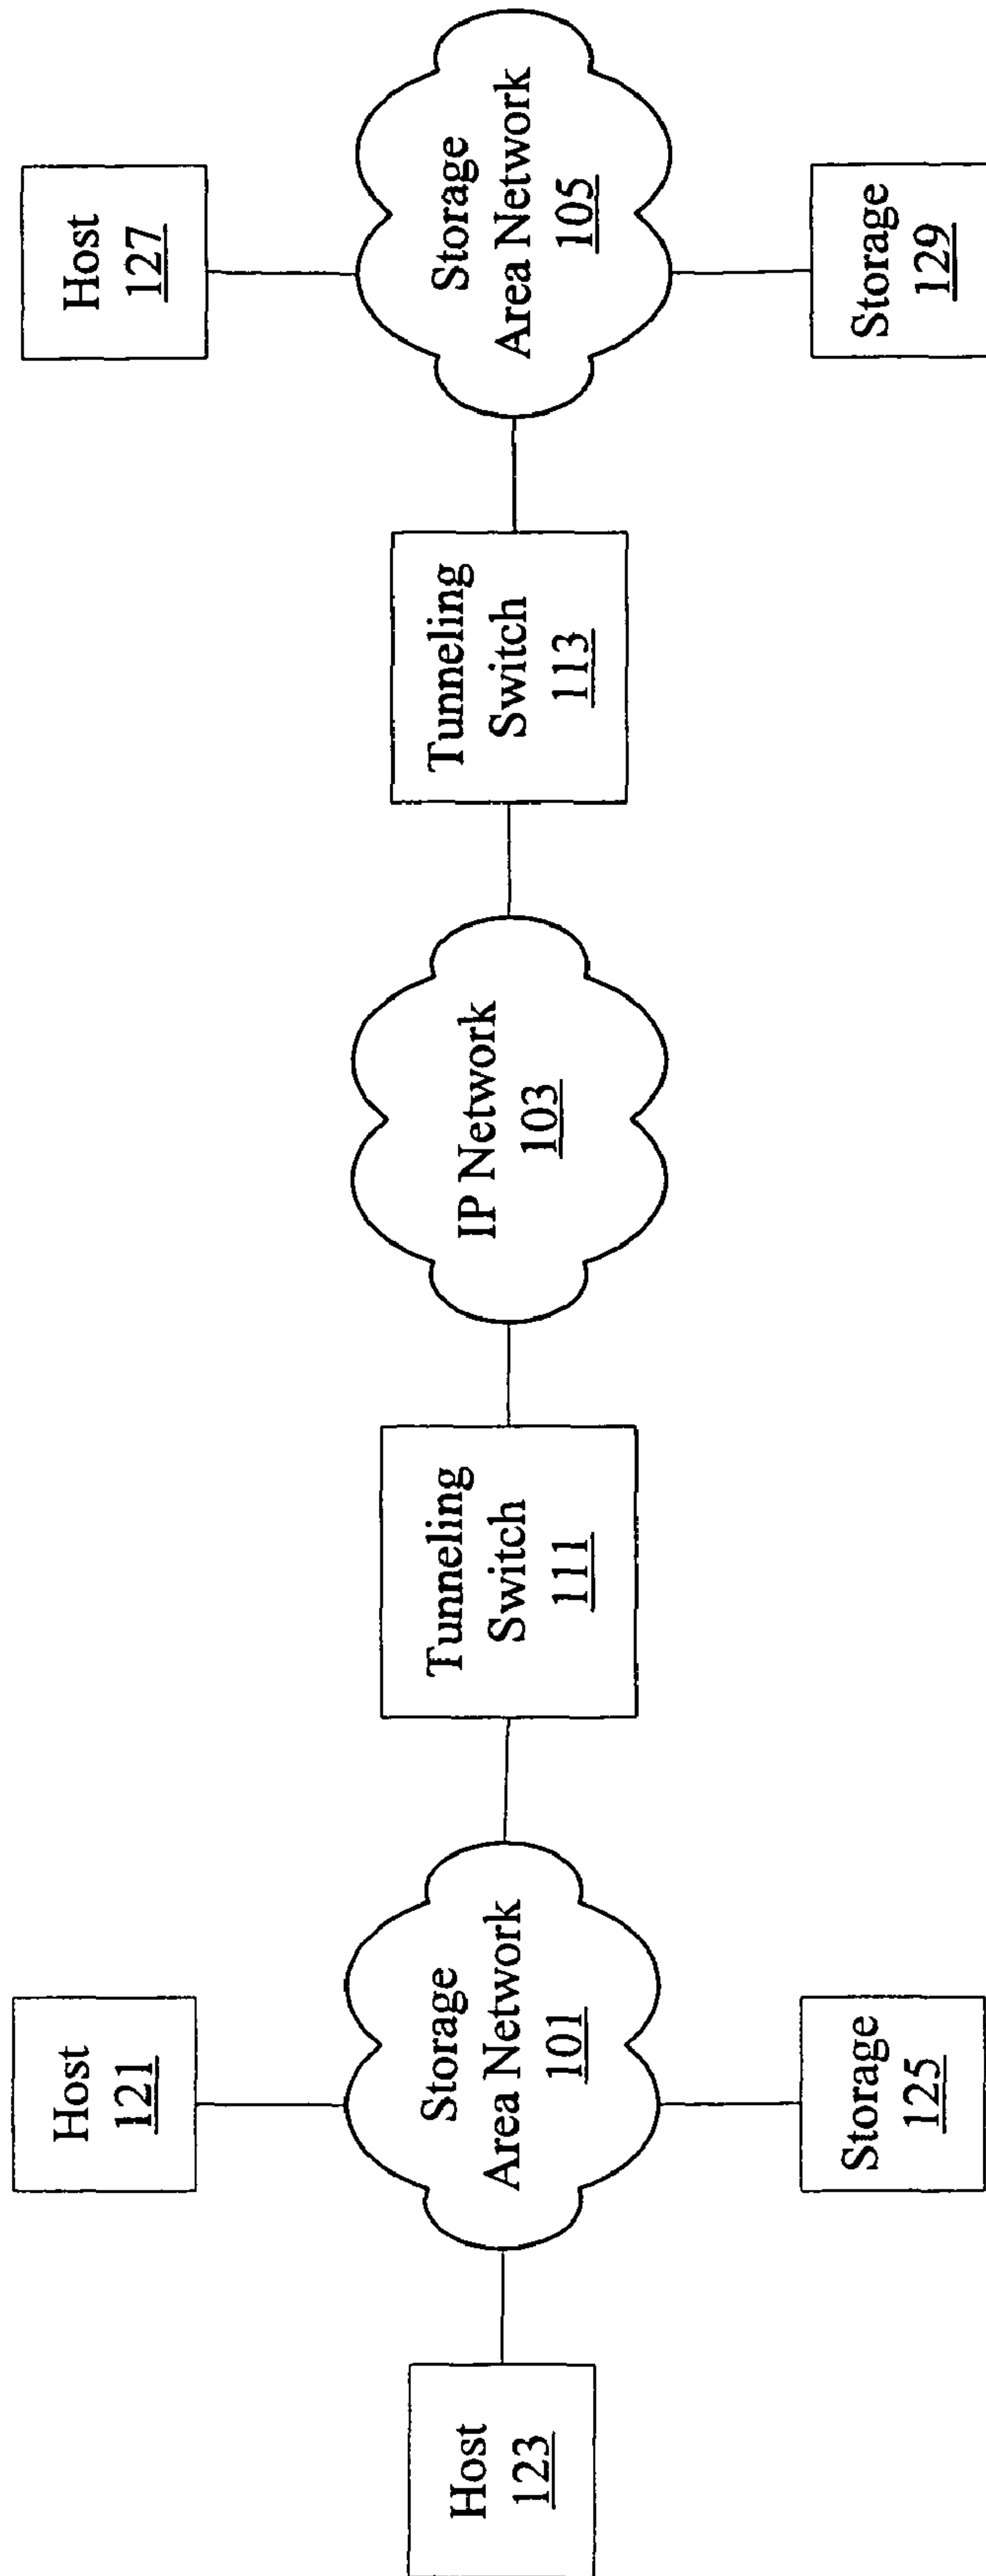 Host
121
Host
127
Host
123
Storage
Area Network
101
Tunneling
Switch
111
IP Network
103
Tunneling
Switch
113
Storage
Area Network
105
Storage
125
Storage
129